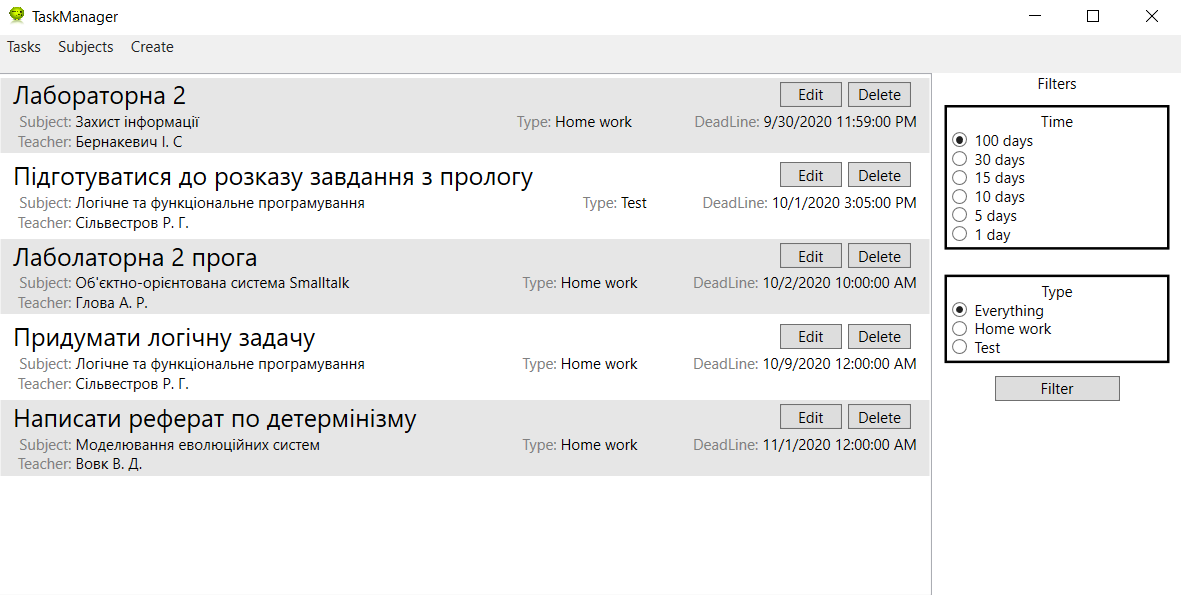 TaskManager
Tasks Subjects Create
Лабораторна 2 Edit Delete
Subject: Захист інформації Type: Home work DeadLine: 9/30/2020 11:59:00 PM
Teacher: Бернакевич І. С
Підготуватися до розказу завдання з прологу Edit Delete
Subject: Логічне та функціональне програмування Type: Test DeadLine: 10/1/2020 3:05:00 PM
Teacher: Сільвестров Р. Г.
Лаболаторна 2 прога Edit Delete
Subject: Об'єктно-орієнтована система Smalltalk Type: Home work DeadLine: 10/2/2020 10:00:00 AM
Teacher: Глова А. Р.
Придумати логічну задачу Edit Delete
Subject: Логічне та функціональне програмування Type: Home work DeadLine: 10/9/2020 12:00:00 AM
Teacher: Сільвестров Р. Г.
Написати реферат по детермінізму Edit Delete
Subject: Моделювання еволюційних систем Type: Home work DeadLine: 11/1/2020 12:00:00 AM
Teacher: Вовк В. Д.
Filters
Time
100 days
30 days
15 days
10 days
5 days
1 day
Type
Everything
Home work
Test
Filter